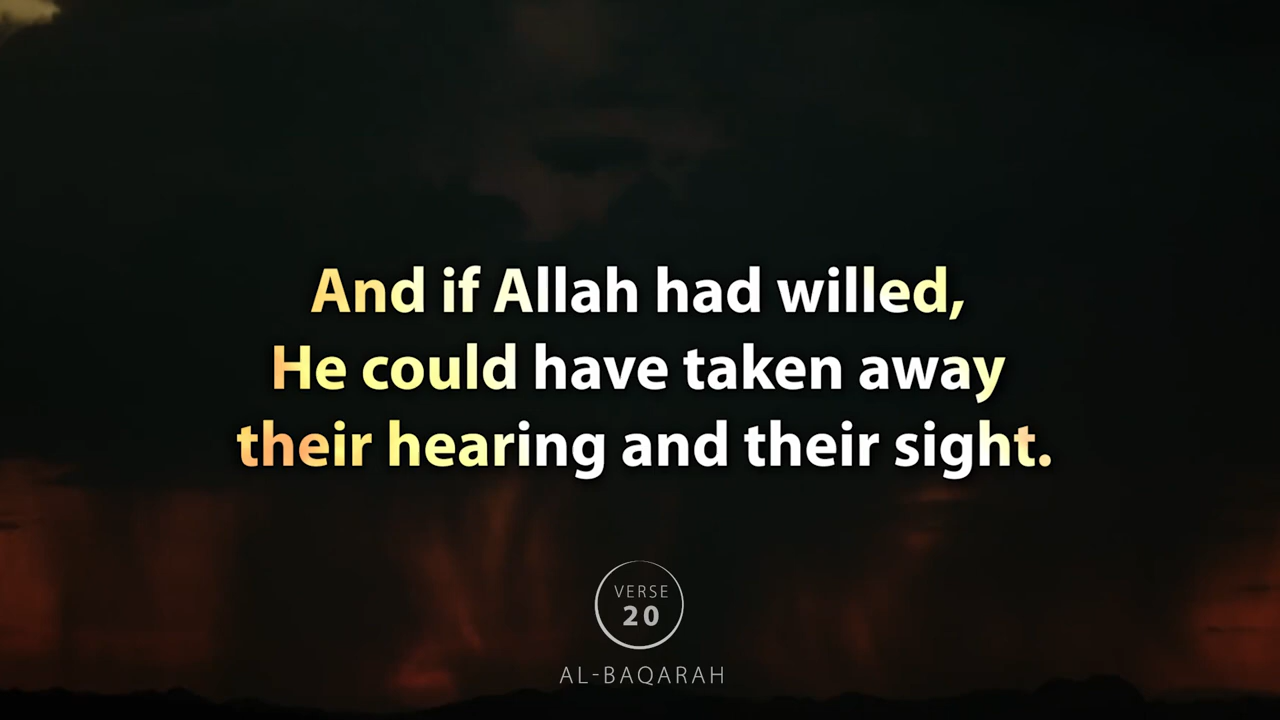 And if Allah had willed,
He could have taken away
their hearing and their sight.
VERSE
20
AL-BAQARAH